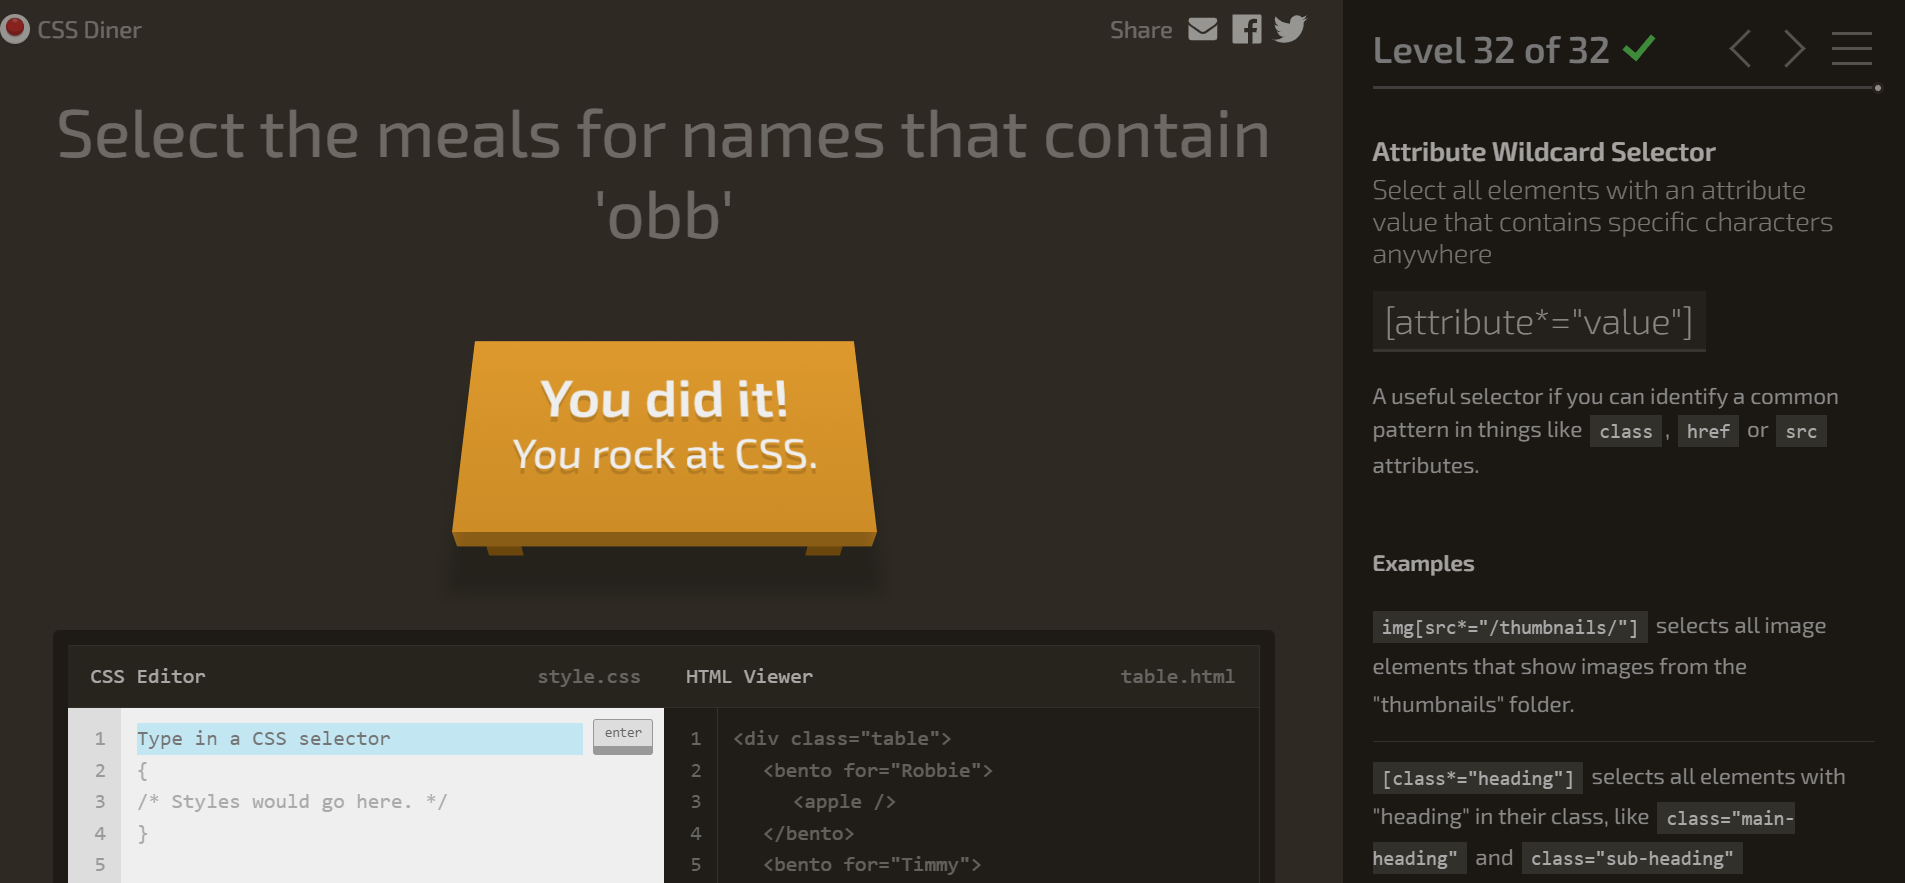 CSS Diner
Share
Select the meals for names that contain
'obb'
You did it!
You rock at CSS.
CSS Editor
style.css
HTML Viewer
table.html
1
2
3
4
5
Type in a CSS selector
enter
{
/* Styles would go here. */
}
1
2
3
4
5
<div class="table">
<bento for="Robbie">
<apple />
</bento>
<bento for="Timmy">
Level 32 of 32
Attribute Wildcard Selector
Select all elements with an attribute
value that contains specific characters
anywhere
[attribute*="value"]
A useful selector if you can identify a common
pattern in things like class , href or src
attributes.
Examples
img[src*="/thumbnails/"] selects all image
elements that show images from the
"thumbnails" folder.
[class*="heading"] selects all elements with
"heading" in their class, like class="main-
heading" and class="sub-heading"